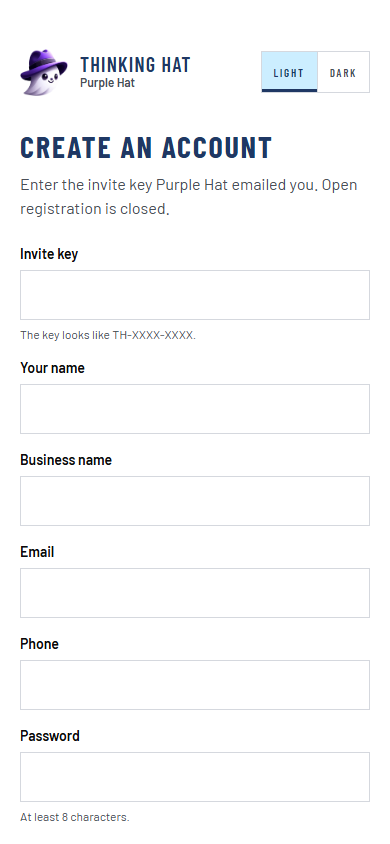 THINKING HAT
Purple Hat
LIGHT
DARK
CREATE AN ACCOUNT
Enter the invite key Purple Hat emailed you. Open
registration is closed.
Invite key
The key looks like TH-XXXX-XXXX.
Your name
Business name
Email
Phone
Password
At least 8 characters.